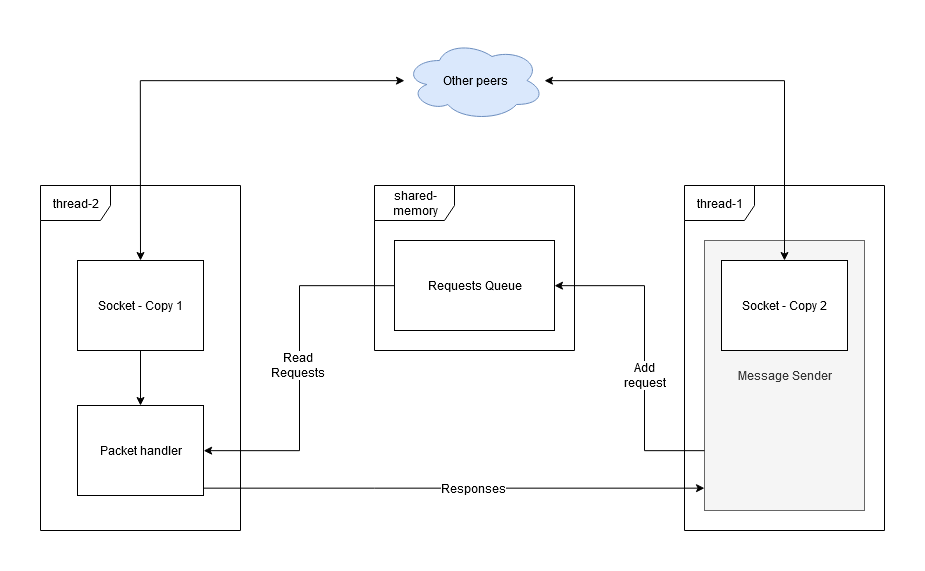 Other peers
thread-2
shared-
memory
thread-1
Socket - Copy 1
Requests Queue
Socket - Copy 2
Read
Requests
Add
request
Message Sender
Packet handler
Responses